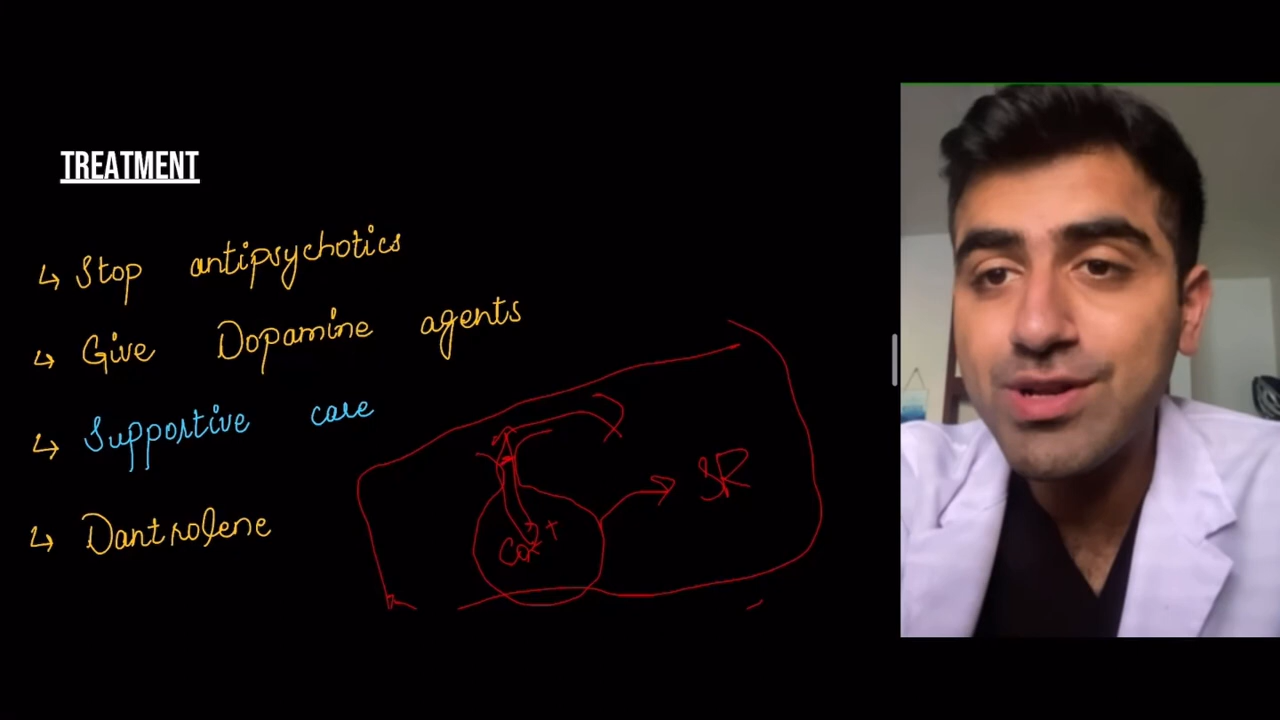 TREATMENT
↳ Stop antipsychotics
↳ Give Dopamine agents
↳ Supportive care
↳ Dantrolene
SR
Ca²⁺